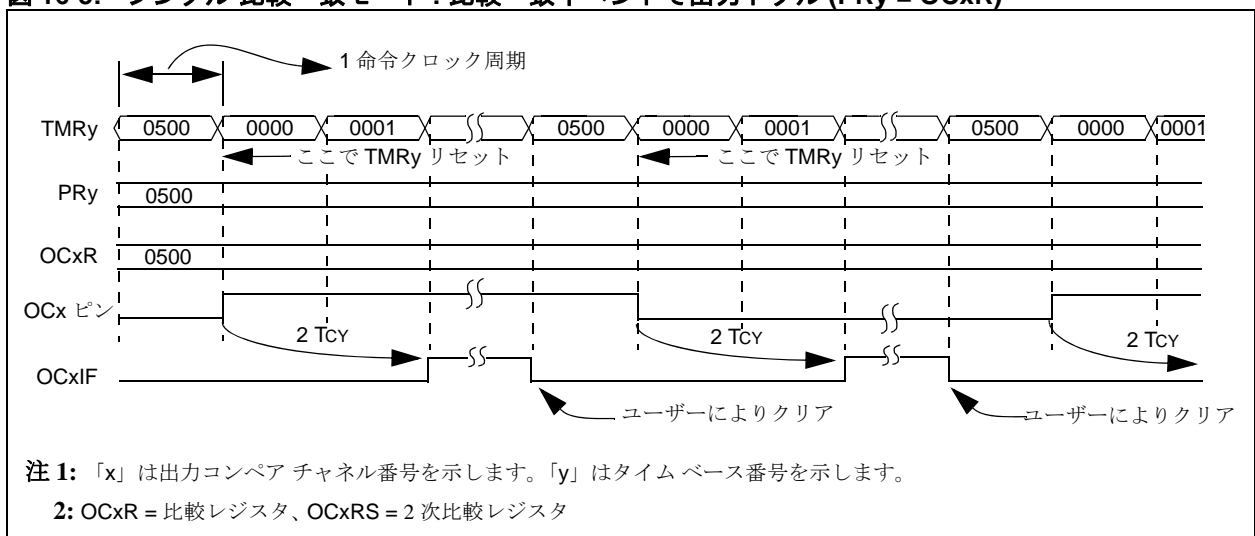 1 命令クロック周期
TMRy 0500 0000 0001 0500 0000 0001 0500 0000 0001
ここで TMRy リセット ここで TMRy リセット
PRy 0500
OCxR 0500
OCx ピン
2 TCY 2 TCY 2 TCY
OCxIF
ユーザーによりクリア ユーザーによりクリア
注 1: 「x」は出力コンペア チャネル番号を示します。「y」はタイム ベース番号を示します。
2: OCxR = 比較レジスタ、OCxRS = 2 次比較レジスタ